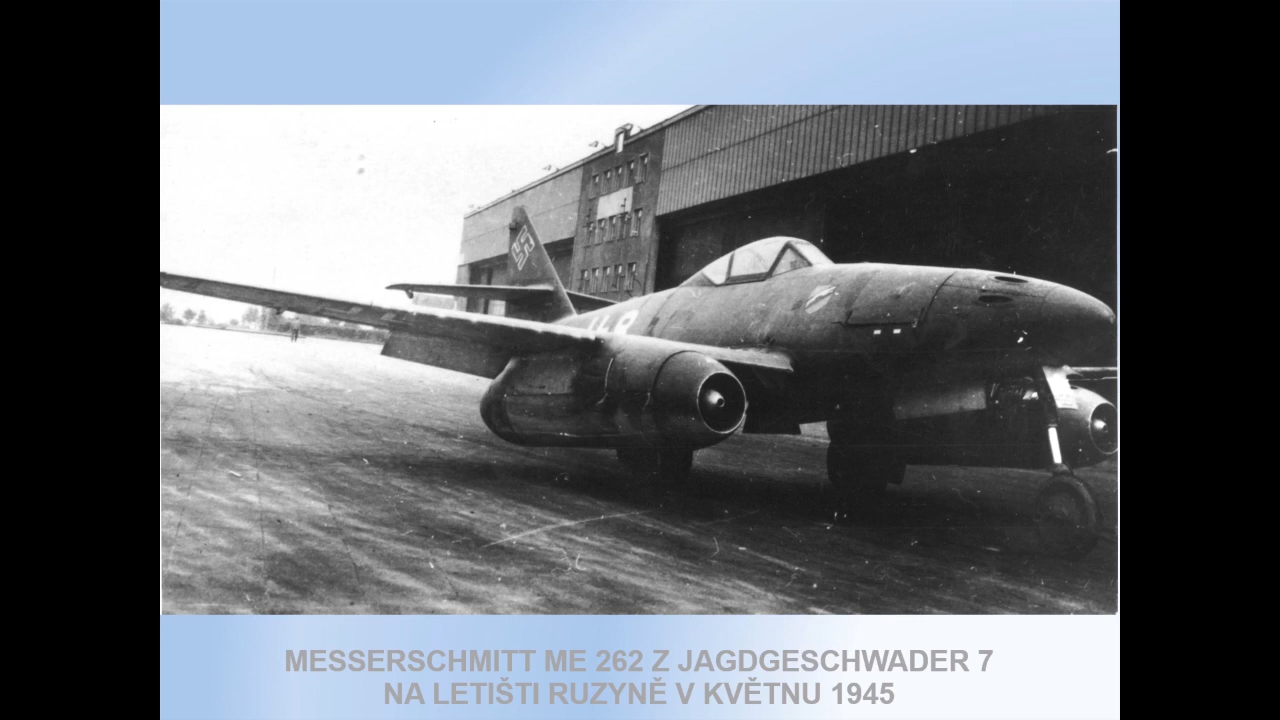 MESSERSCHMITT ME 262 Z JAGDGESCHWADER 7
NA LETIŠTI RUZYNĚ V KVĚTNU 1945